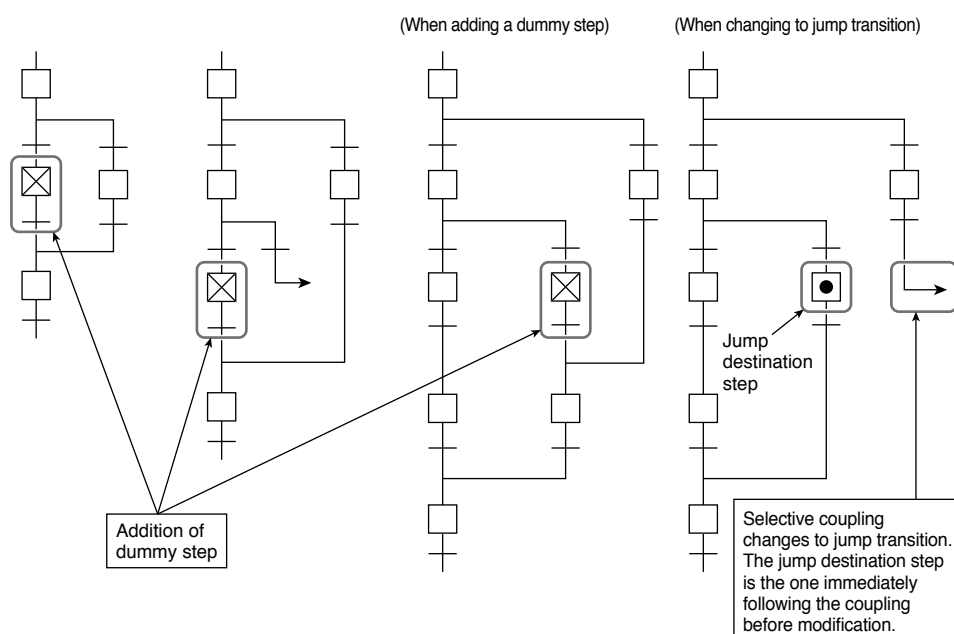 (When adding a dummy step)
(When changing to jump transition)
Jump
destination
step
Addition of
dummy step
Selective coupling
changes to jump transition.
The jump destination step
is the one immediately
following the coupling
before modification.